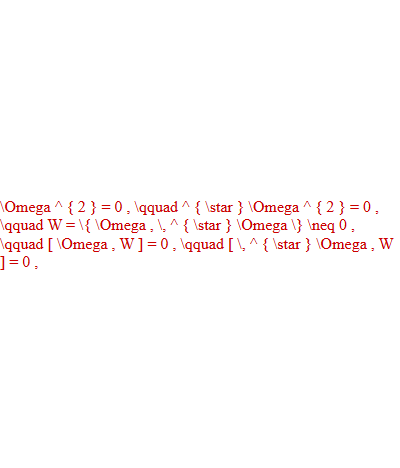 \Omega ^ { 2 } = 0 , \qquad ^ { \star } \Omega ^ { 2 } = 0 ,
\qquad W = \{ \Omega , \, ^ { \star } \Omega \} \neq 0 ,
\qquad [ \Omega , W ] = 0 , \qquad [ \, ^ { \star } \Omega , W
] = 0 ,